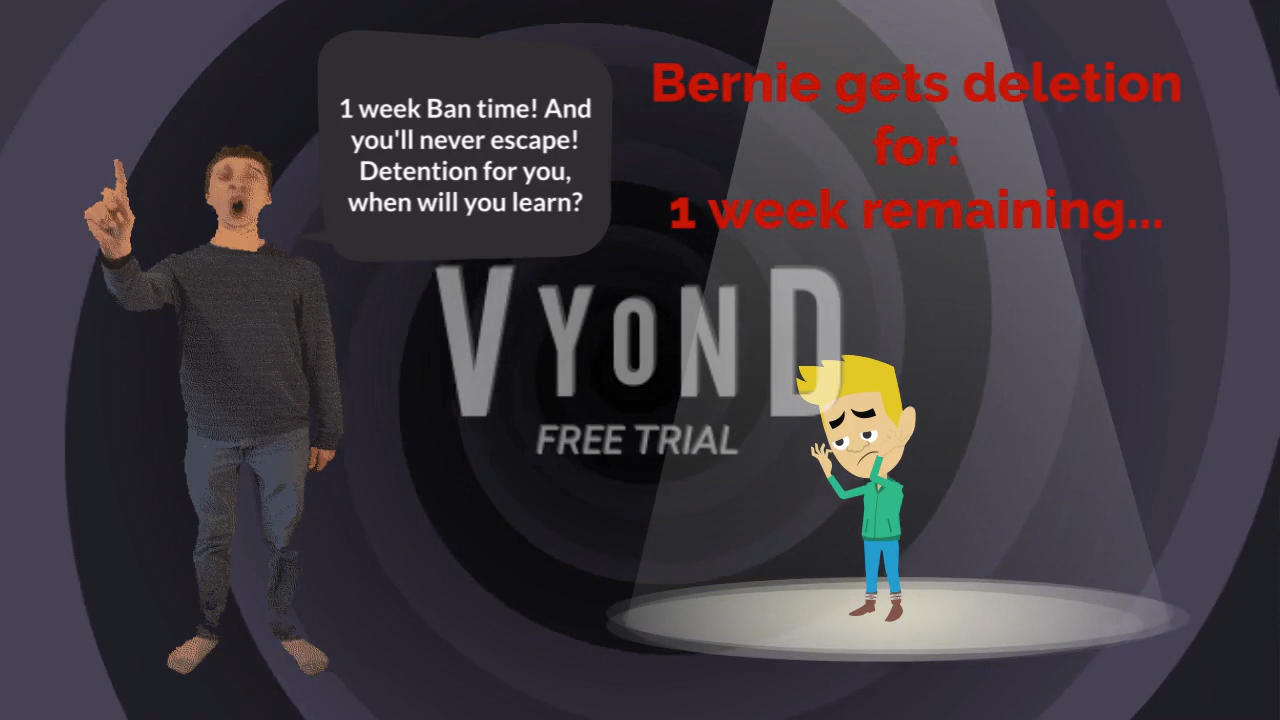 1 week Ban time! And
you'll never escape!
Detention for you,
when will you learn?
Bernie gets deletion
for:
1 week remaining...
VYOND
FREE TRIAL